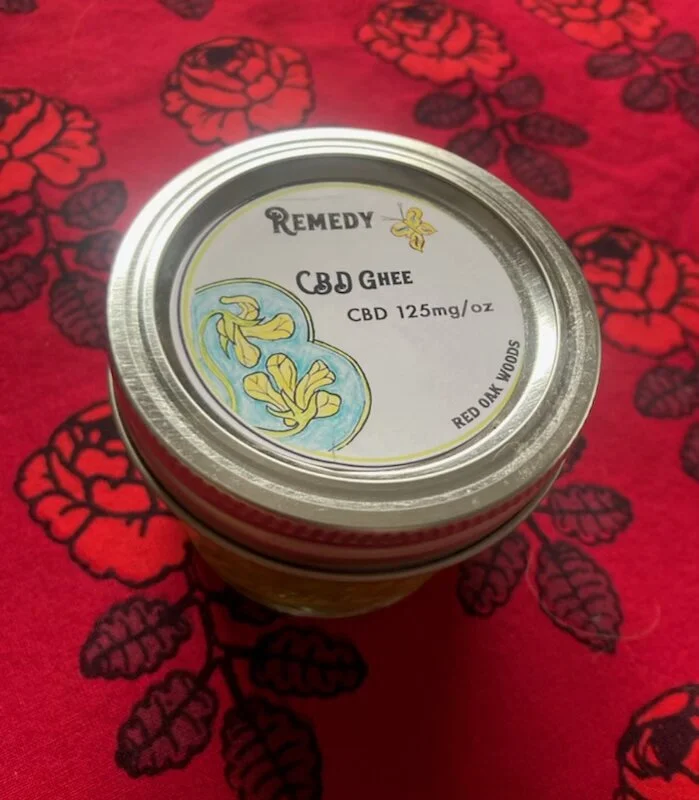 REMEDY
CBD GHEE
CBD 125mg/oz
RED OAK WOODS